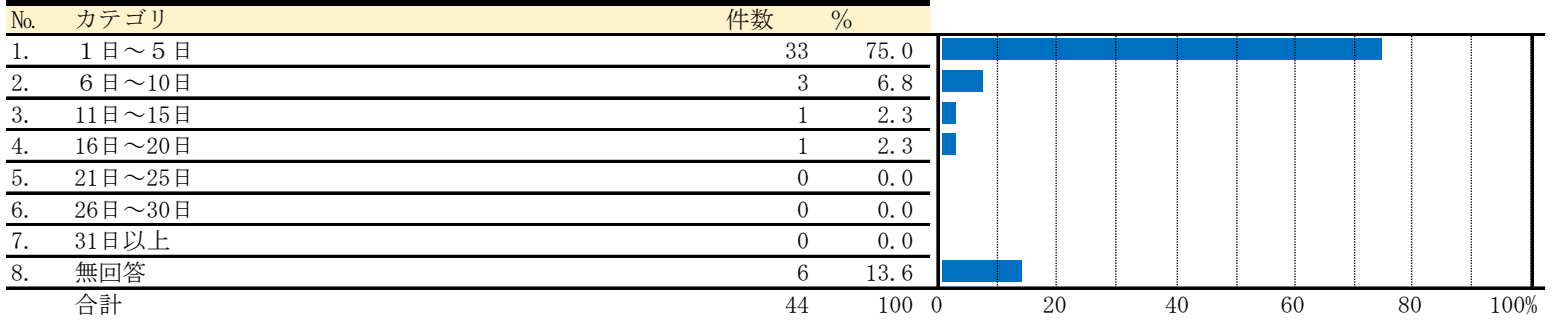 № カテゴリ 件数 %
1. １日～５日 33 75.0
2. ６日～10日 3 6.8
3. 11日～15日 1 2.3
4. 16日～20日 1 2.3
5. 21日～25日 0 0.0
6. 26日～30日 0 0.0
7. 31日以上 0 0.0
8. 無回答 6 13.6
合計 44 100 0 20 40 60 80 100%